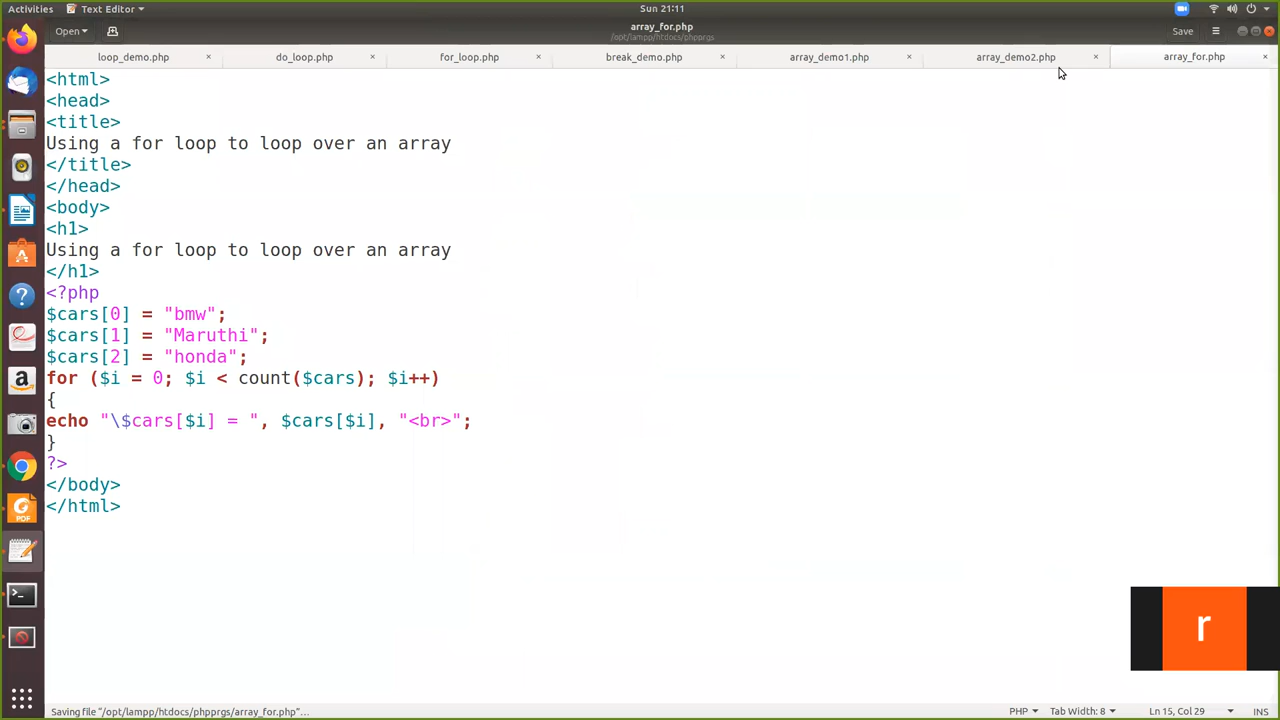 Activities Text Editor Sun 21:11
Open array_for.php Save
/opt/lampp/htdocs/phpprgs
loop_demo.php × do_loop.php × for_loop.php × break_demo.php × array_demo1.php × array_demo2.php × array_for.php ×
<html>
<head>
<title>
Using a for loop to loop over an array
</title>
</head>
<body>
<h1>
Using a for loop to loop over an array
</h1>
<?php
$cars[0] = "bmw";
$cars[1] = "Maruthi";
$cars[2] = "honda";
for ($i = 0; $i < count($cars); $i++)
{
echo "\$cars[$i] = ", $cars[$i], "<br>";
}
?>
</body>
</html>
r
Saving file "/opt/lampp/htdocs/phpprgs/array_for.php"… PHP Tab Width: 8 Ln 15, Col 29 INS